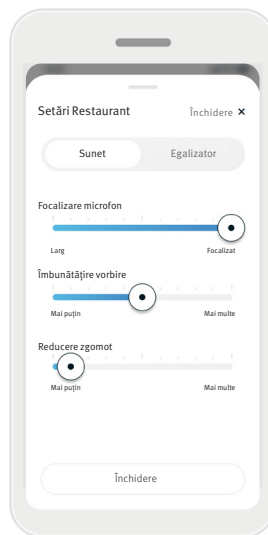 Setări Restaurant
Închidere ×
Sunet
Egalizator
Focalizare microfon
Larg
Focalizat
Îmbunătățire vorbire
Mai puțin
Mai multe
Reducere zgomot
Mai puțin
Mai multe
Închidere